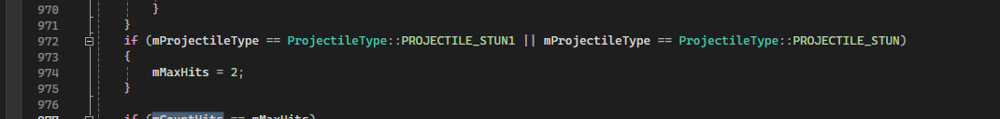 970 }
971 }
972 if (mProjectileType == ProjectileType::PROJECTILE_STUN1 || mProjectileType == ProjectileType::PROJECTILE_STUN)
973 {
974 mMaxHits = 2;
975 }
976
977 if (mCountHits == mMaxHits)